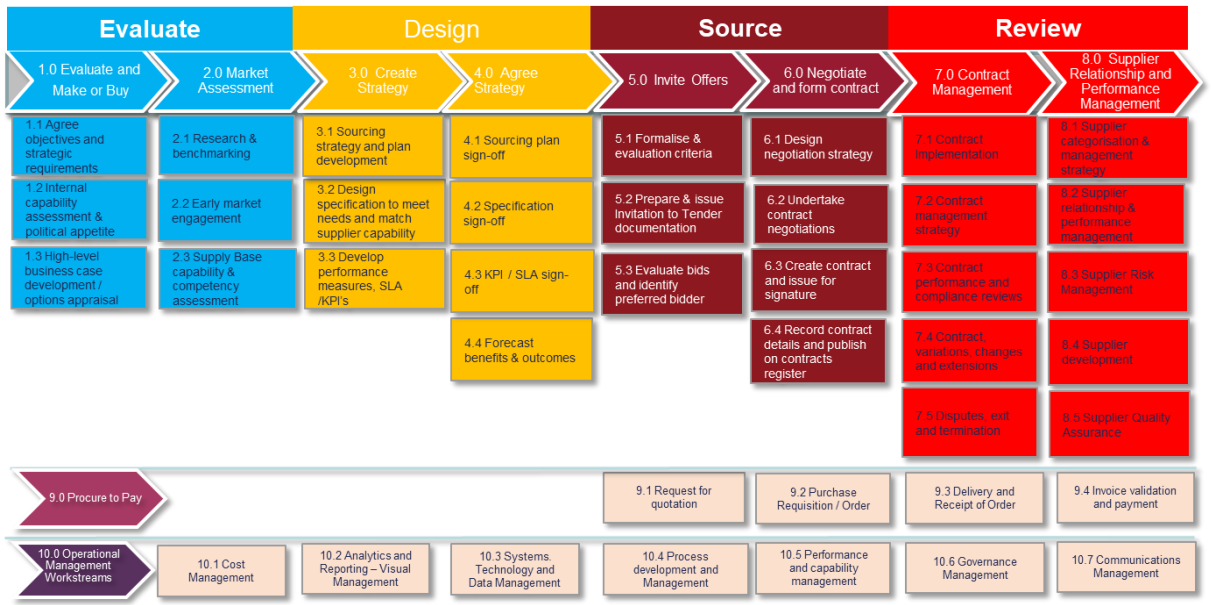 Evaluate
Design
Source
Review
1.0 Evaluate and
Make or Buy
2.0 Market
Assessment
3.0 Create
Strategy
4.0 Agree
Strategy
5.0 Invite Offers
6.0 Negotiate
and form contract
7.0 Contract
Management
8.0 Supplier
Relationship and
Performance
Management
1.1 Agree
objectives and
strategic
requirements
2.1 Research &
benchmarking
3.1 Sourcing
strategy and plan
development
4.1 Sourcing plan
sign-off
5.1 Formalise &
evaluation criteria
6.1 Design
negotiation strategy
7.1 Contract
implementation
8.1 Supplier
categorisation &
management
strategy
1.2 Internal
capability
assessment &
political appetite
2.2 Early market
engagement
3.2 Design
specification to meet
needs and match
supplier capability
4.2 Specification
sign-off
5.2 Prepare & issue
Invitation to Tender
documentation
6.2 Undertake
contract
negotiations
7.2 Contract
management
strategy
8.2 Supplier
relationship &
performance
management
1.3 High-level
business case
development /
options appraisal
2.3 Supply Base
capability &
competency
assessment
3.3 Develop
performance
measures, SLA
/KPI's
4.3 KPI / SLA sign-
off
5.3 Evaluate bids
and identify
preferred bidder
6.3 Create contract
and issue for
signature
7.3 Contract
performance and
compliance reviews
8.3 Supplier Risk
Management
4.4 Forecast
benefits & outcomes
6.4 Record contract
details and publish
on contracts
register
7.4 Contract,
variations, changes
and extensions
8.4 Supplier
development
7.5 Disputes, exit
and termination
8.5 Supplier Quality
Assurance
9.0 Procure to Pay
9.1 Request for
quotation
9.2 Purchase
Requisition / Order
9.3 Delivery and
Receipt of Order
9.4 Invoice validation
and payment
10.0 Operational
Management
Workstreams
10.1 Cost
Management
10.2 Analytics and
Reporting – Visual
Management
10.3 Systems.
Technology and
Data Management
10.4 Process
development and
Management
10.5 Performance
and capability
management
10.6 Governance
Management
10.7 Communications
Management